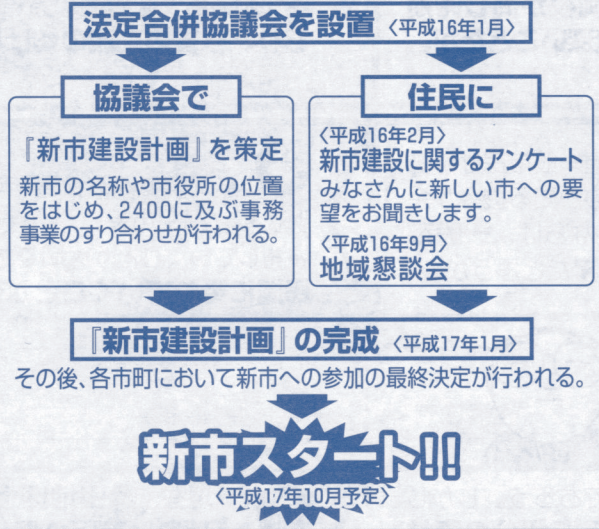 法定合併協議会を設置〈平成16年1月〉
協議会で
『新市建設計画』を策定
新市の名称や市役所の位置
をはじめ、2400に及ぶ事務
事業のすり合わせが行われる。
住民に
〈平成16年2月〉
新市建設に関するアンケート
みなさんに新しい市への要
望をお聞きします。
〈平成16年9月〉
地域懇談会
『新市建設計画』の完成〈平成17年1月〉
その後、各市町において新市への参加の最終決定が行われる。
新市スタート!!
〈平成17年10月予定〉